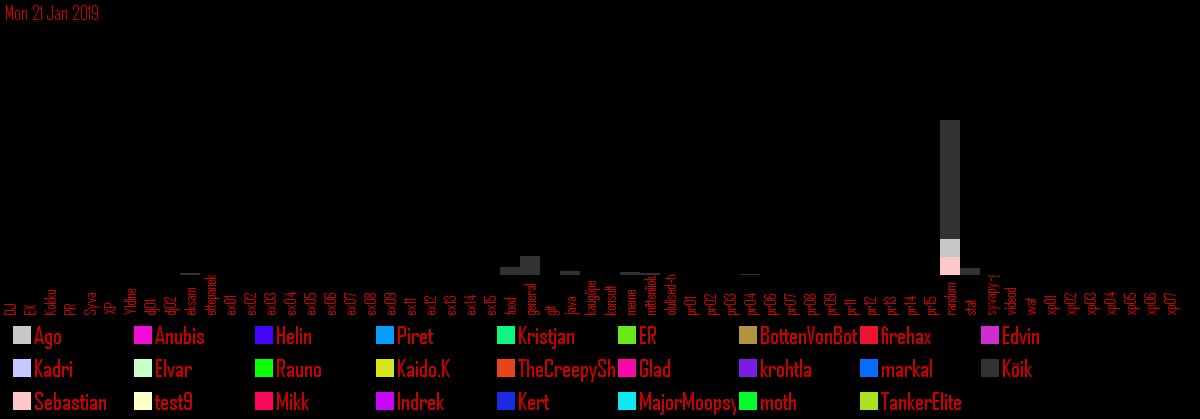 Mon 21 Jan 2019
DJ EX Kokku PR Syva XP Yldine dj01 dj02 eksam ettepanek ex01 ex02 ex03 ex04 ex05 ex06 ex07 ex08 ex09 ex11 ex12 ex13 ex14 ex15 food general git java kangõpe konsult meme mitteniilolu olulised-h pr01 pr02 pr03 pr04 pr06 pr07 pr08 pr09 pr11 pr12 pr13 pr14 pr15 random stat syvapy-l videod wat xp01 xp02 xp03 xp04 xp05 xp06 xp07
Ago Anubis Helin Piret Kristjan ER BottenVonBot firehax Edvin
Kadri Elvar Rauno Kaido.K TheCreepySh Glad krohtla markal Kõik
Sebastian test9 Mikk Indrek Kert MajorMoopsy moth TankerElite